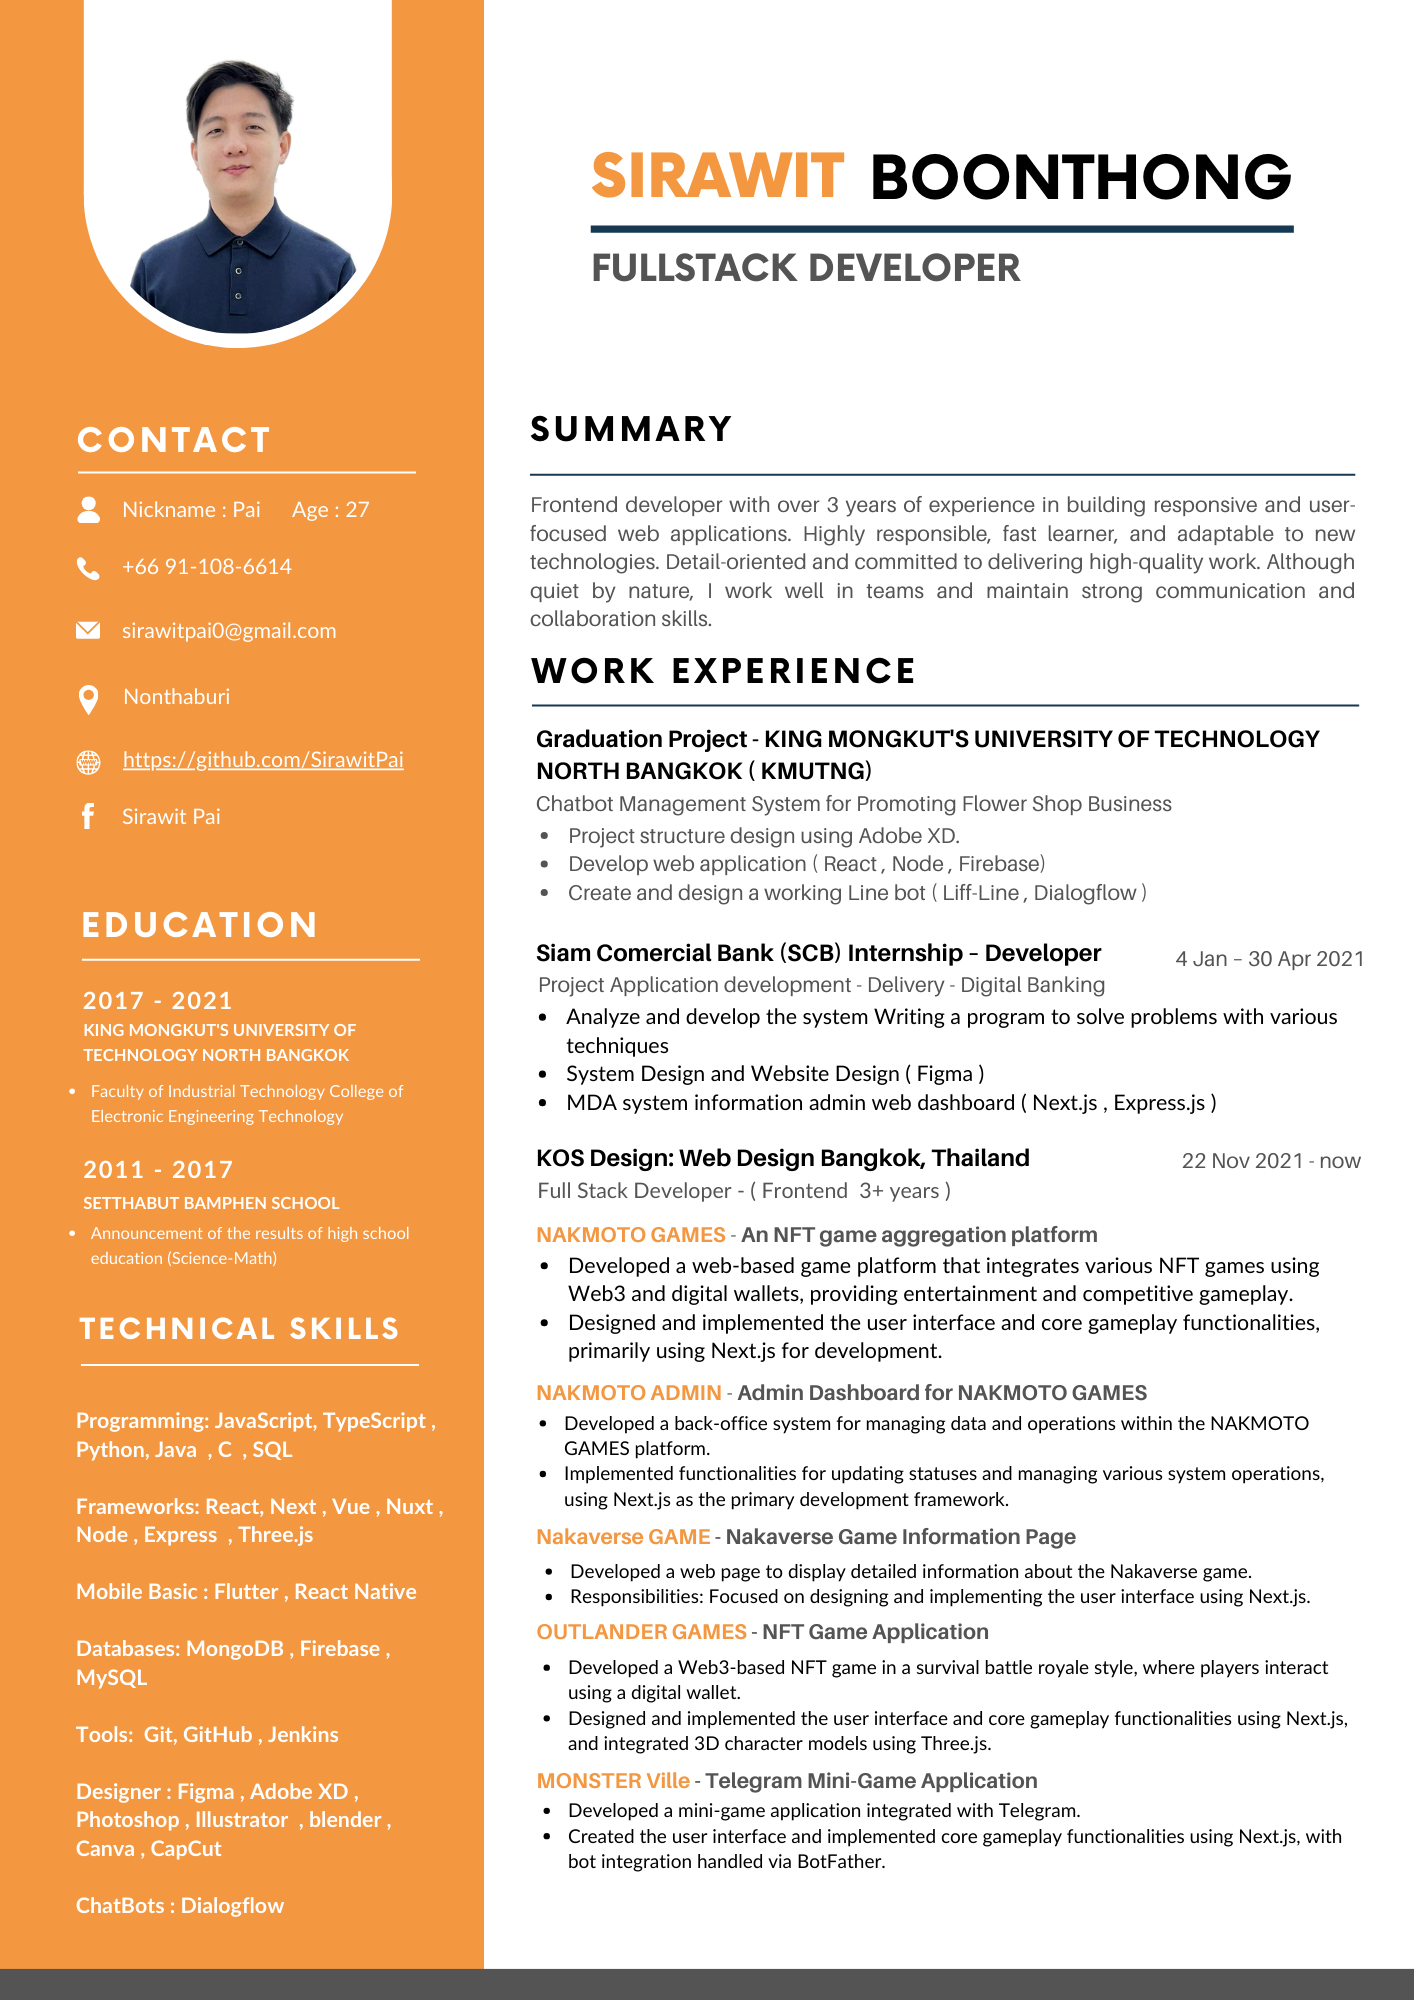 SIRAWIT BOONTHONG
FULLSTACK DEVELOPER
CONTACT
Nickname : Pai Age : 27
+66 91-108-6614
sirawitpai0@gmail.com
Nonthaburi
https://github.com/SirawitPai
Sirawit Pai
EDUCATION
2017 - 2021
KING MONGKUT'S UNIVERSITY OF
TECHNOLOGY NORTH BANGKOK
• Faculty of Industrial Technology College of
Electronic Engineering Technology
2011 - 2017
SETTHABUT BAMPHEN SCHOOL
• Announcement of the results of high school
education (Science-Math)
TECHNICAL SKILLS
Programming: JavaScript, TypeScript ,
Python, Java , C , SQL
Frameworks: React, Next , Vue , Nuxt ,
Node , Express , Three.js
Mobile Basic : Flutter , React Native
Databases: MongoDB , Firebase ,
MySQL
Tools: Git, GitHub , Jenkins
Designer : Figma , Adobe XD ,
Photoshop , Illustrator , blender ,
Canva , CapCut
ChatBots : Dialogflow
SUMMARY
Frontend developer with over 3 years of experience in building responsive and user-
focused web applications. Highly responsible, fast learner, and adaptable to new
technologies. Detail-oriented and committed to delivering high-quality work. Although
quiet by nature, I work well in teams and maintain strong communication and
collaboration skills.
WORK EXPERIENCE
Graduation Project - KING MONGKUT'S UNIVERSITY OF TECHNOLOGY
NORTH BANGKOK ( KMUTNG)
Chatbot Management System for Promoting Flower Shop Business
• Project structure design using Adobe XD.
• Develop web application ( React , Node , Firebase)
• Create and design a working Line bot ( Liff-Line , Dialogflow )
Siam Comercial Bank (SCB) Internship – Developer 4 Jan – 30 Apr 2021
Project Application development - Delivery - Digital Banking
• Analyze and develop the system Writing a program to solve problems with various
techniques
• System Design and Website Design ( Figma )
• MDA system information admin web dashboard ( Next.js , Express.js )
KOS Design: Web Design Bangkok, Thailand 22 Nov 2021 - now
Full Stack Developer - ( Frontend 3+ years )
NAKMOTO GAMES - An NFT game aggregation platform
• Developed a web-based game platform that integrates various NFT games using
Web3 and digital wallets, providing entertainment and competitive gameplay.
• Designed and implemented the user interface and core gameplay functionalities,
primarily using Next.js for development.
NAKMOTO ADMIN - Admin Dashboard for NAKMOTO GAMES
• Developed a back-office system for managing data and operations within the NAKMOTO
GAMES platform.
• Implemented functionalities for updating statuses and managing various system operations,
using Next.js as the primary development framework.
Nakaverse GAME - Nakaverse Game Information Page
• Developed a web page to display detailed information about the Nakaverse game.
• Responsibilities: Focused on designing and implementing the user interface using Next.js.
OUTLANDER GAMES - NFT Game Application
• Developed a Web3-based NFT game in a survival battle royale style, where players interact
using a digital wallet.
• Designed and implemented the user interface and core gameplay functionalities using Next.js,
and integrated 3D character models using Three.js.
MONSTER Ville - Telegram Mini-Game Application
• Developed a mini-game application integrated with Telegram.
• Created the user interface and implemented core gameplay functionalities using Next.js, with
bot integration handled via BotFather.